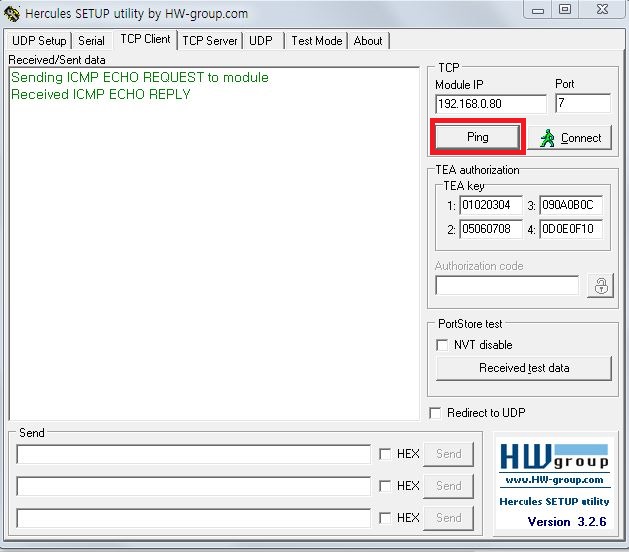 Hercules SETUP utility by HW-group.com
UDP Setup Serial TCP Client TCP Server UDP Test Mode About
Received/Sent data
Sending ICMP ECHO REQUEST to module
Received ICMP ECHO REPLY
TCP
Module IP Port
192.168.0.80 7
Ping Connect
TEA authorization
TEA key
1: 01020304 3: 090A0B0C
2: 05060708 4: 0D0E0F10
Authorization code
PortStore test
NVT disable
Received test data
Redirect to UDP
Send
HEX Send
HEX Send
HEX Send
HW group
www.HW-group.com
Hercules SETUP utility
Version 3.2.6